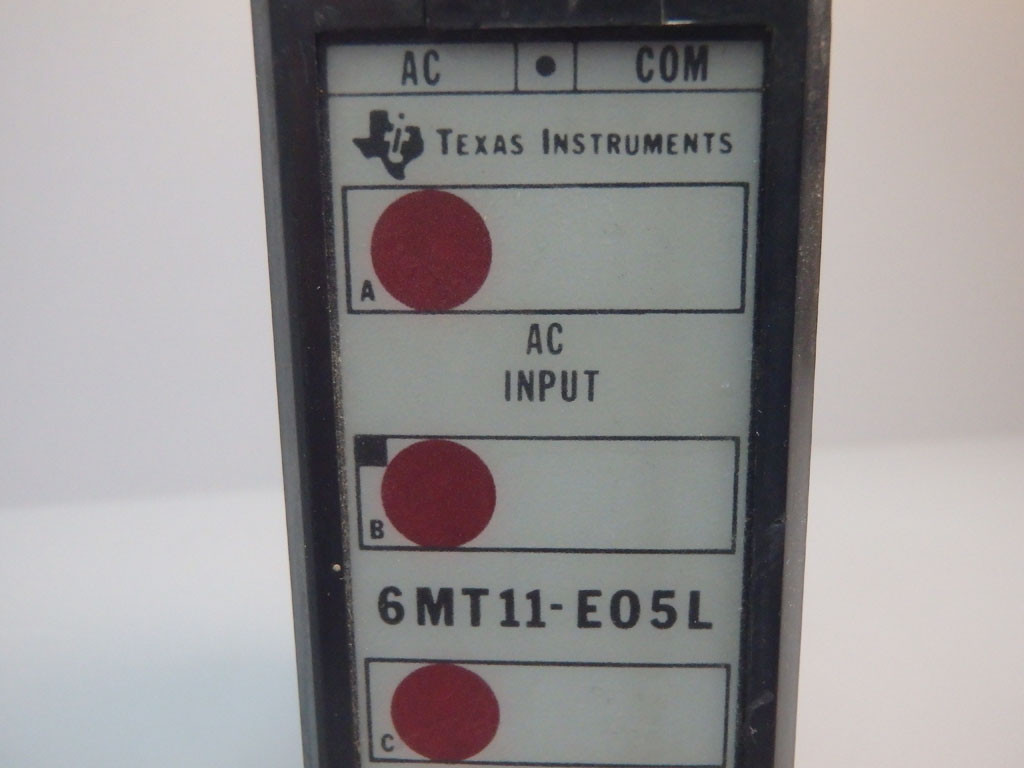 AC • COM
TEXAS INSTRUMENTS
A
AC
INPUT
B
6MT11-E05L
C